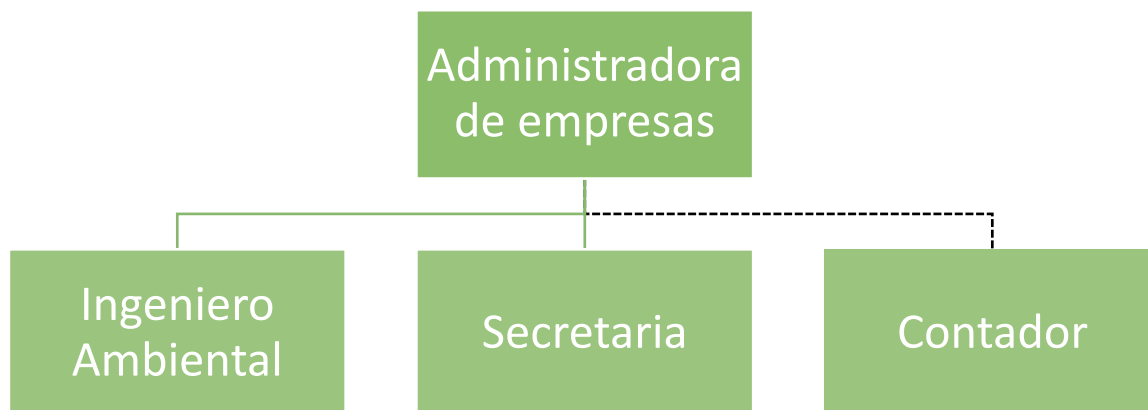 Administradora
de empresas
Ingeniero
Ambiental
Secretaria
Contador